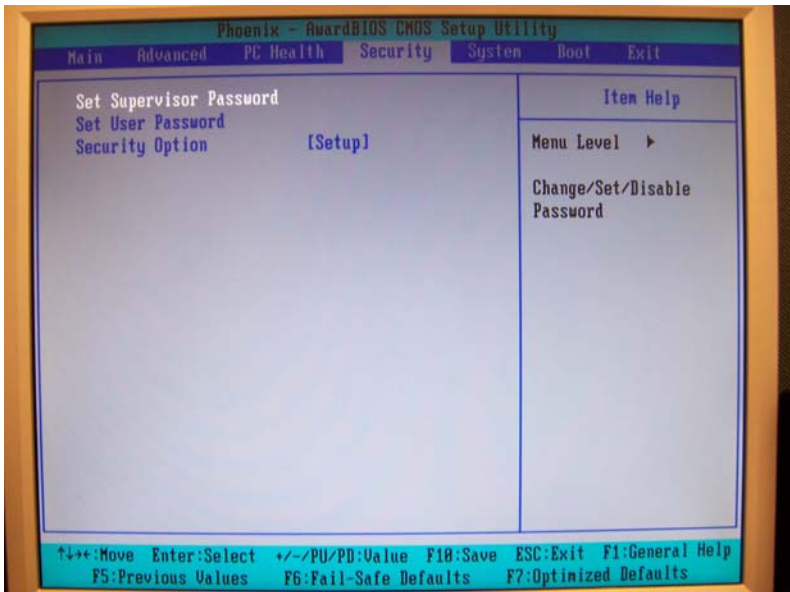 Phoenix - AwardBIOS CMOS Setup Utility
Main Advanced PC Health Security System Boot Exit
Set Supervisor Password
Set User Password
Security Option [Setup]
Item Help
Menu Level ▶
Change/Set/Disable
Password
↑↓→←:Move Enter:Select +/-/PU/PD:Value F10:Save ESC:Exit F1:General Help
F5:Previous Values F6:Fail-Safe Defaults F7:Optimized Defaults